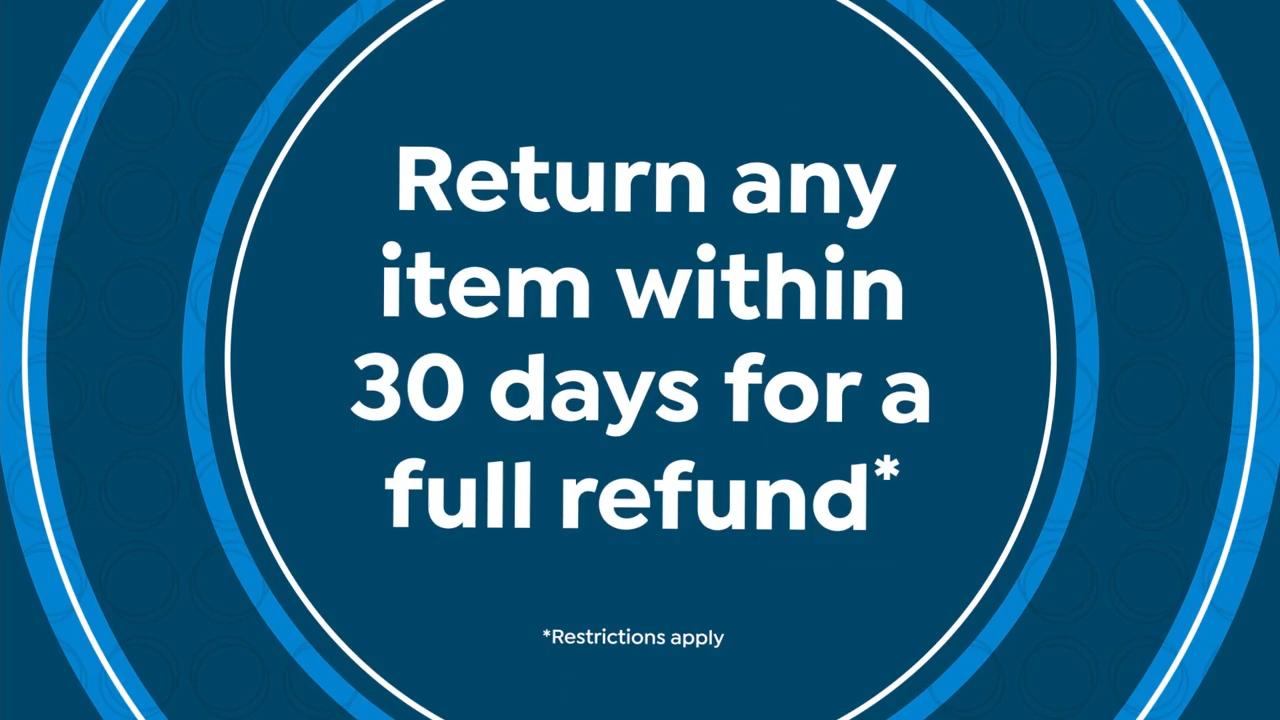 Return any
item within
30 days for a
full refund*
*Restrictions apply